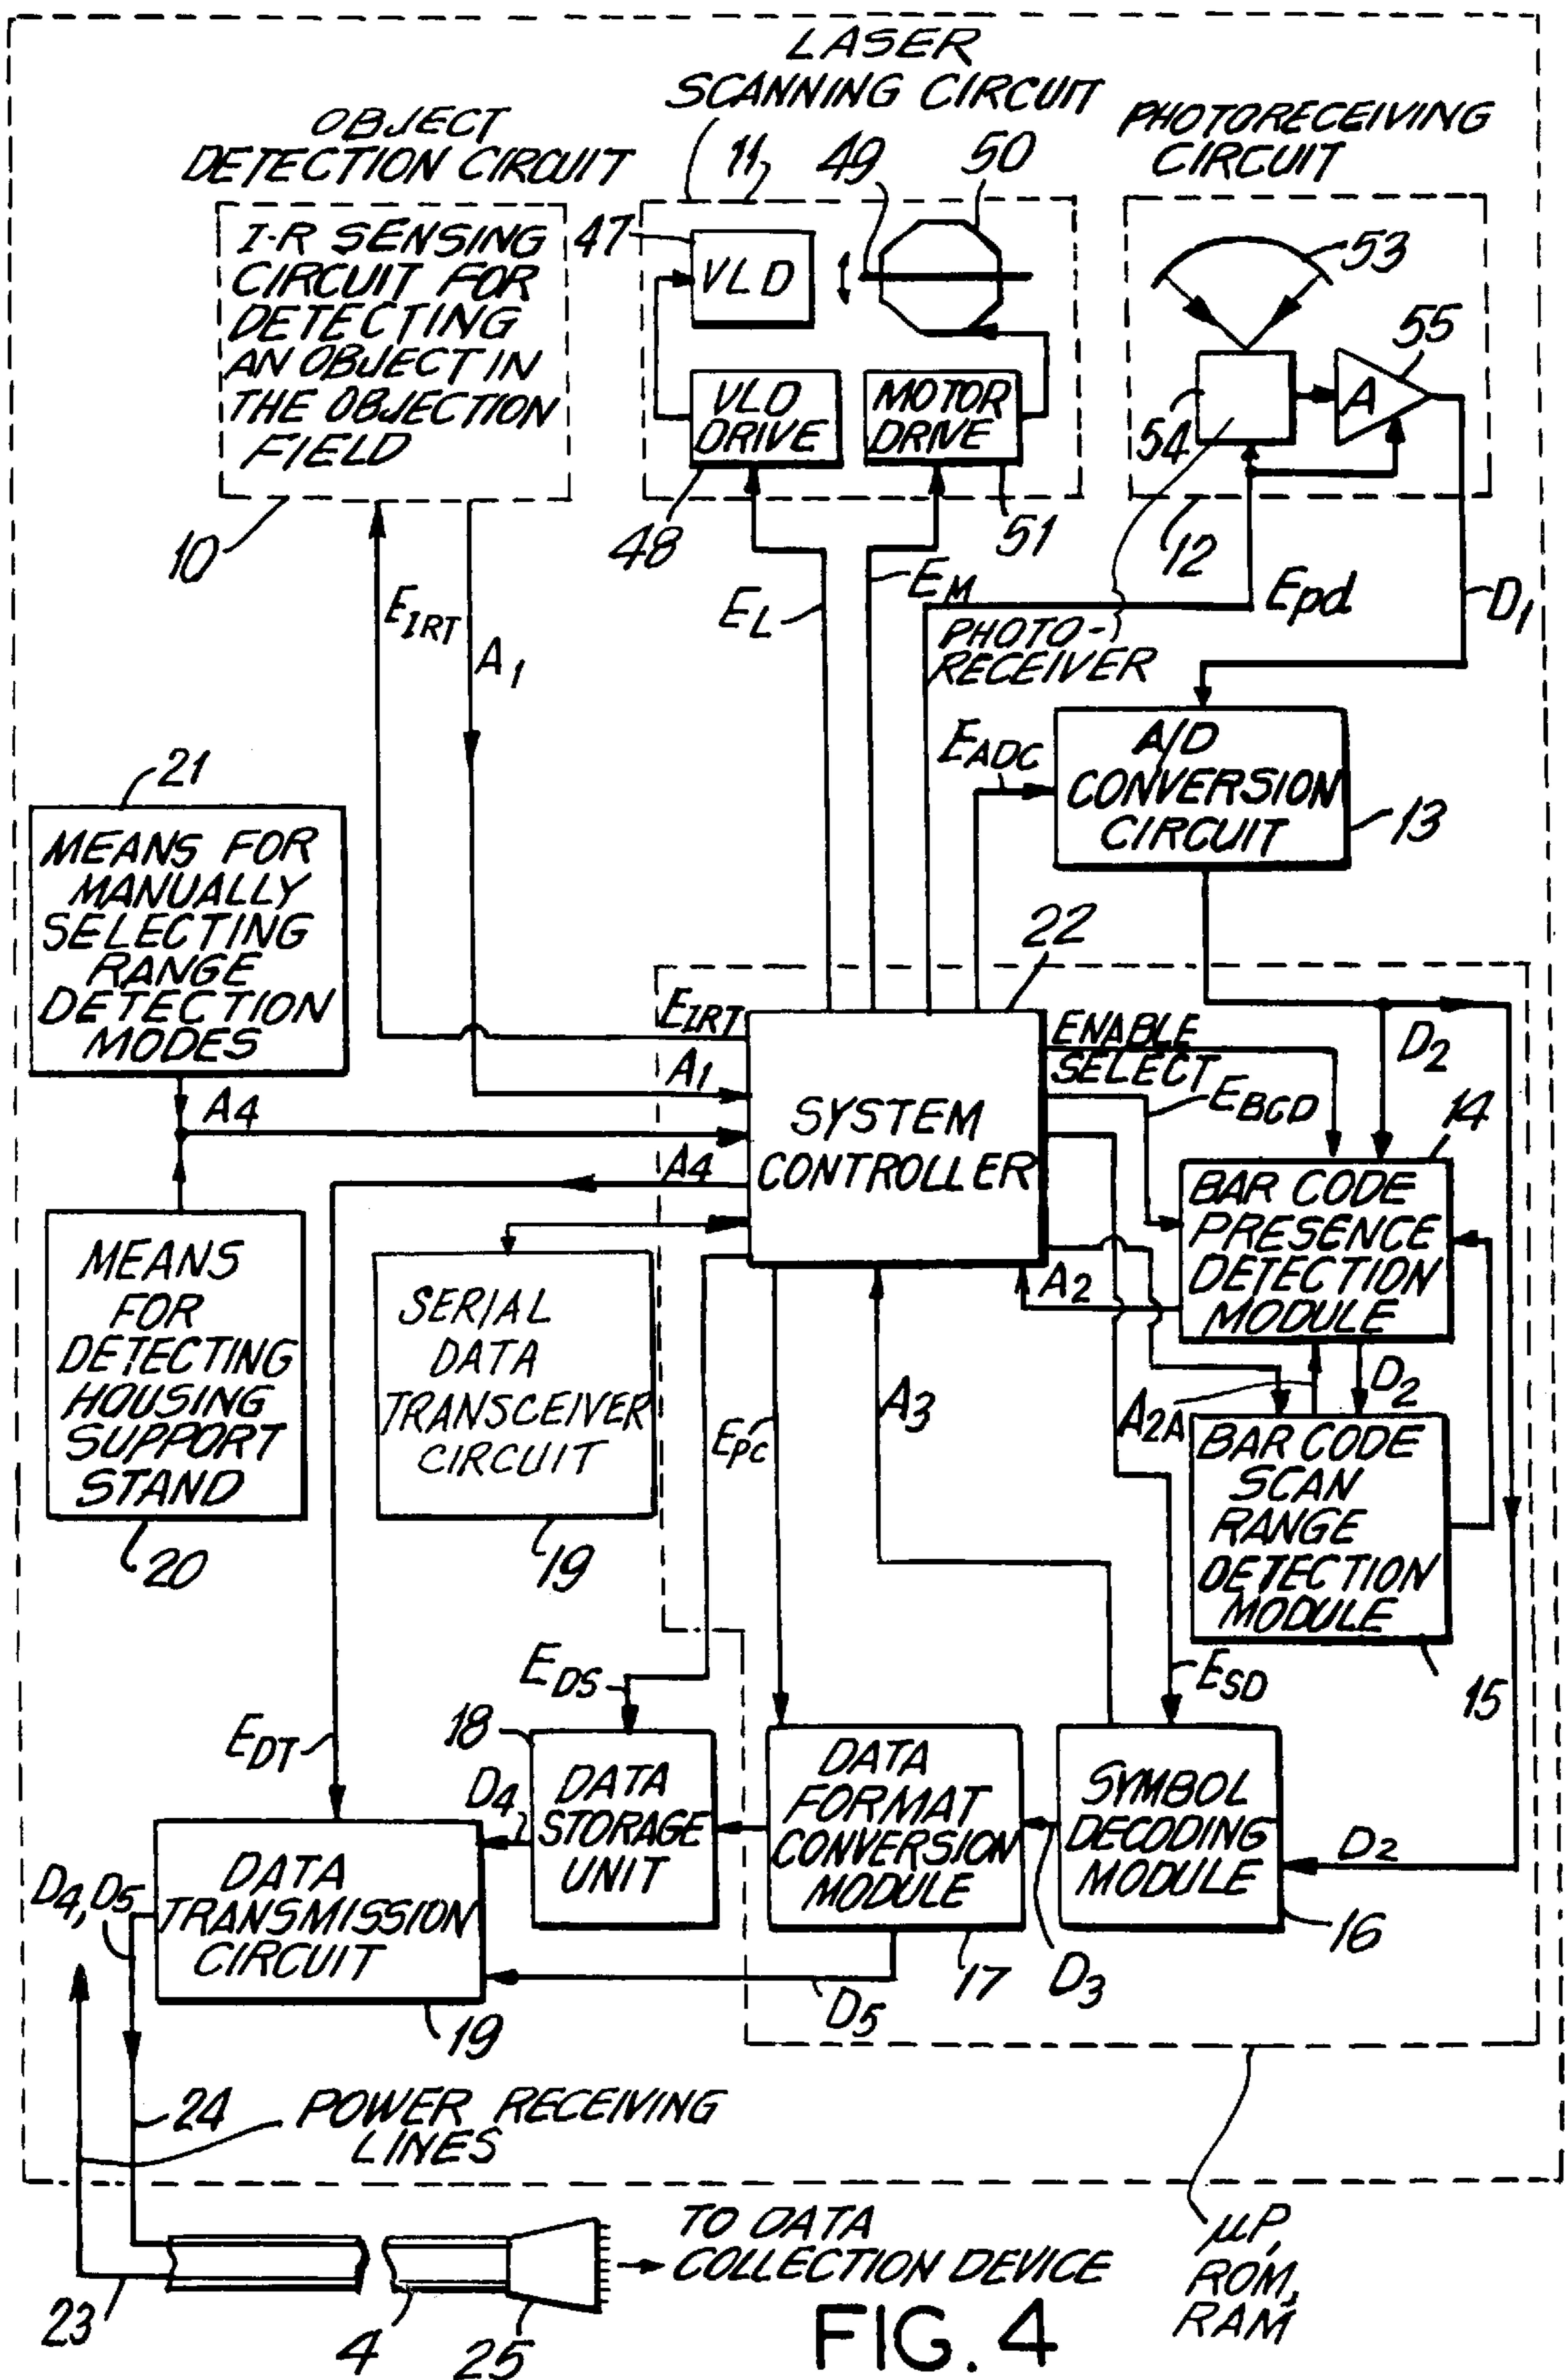 LASER
SCANNING CIRCUIT
OBJECT
DETECTION CIRCUIT
PHOTORECEIVING
CIRCUIT
11
49
50
I-R SENSING
CIRCUIT FOR
DETECTING
AN OBJECT IN
THE OBJECTION
FIELD
47
VLD
53
55
VLD
DRIVE
MOTOR
DRIVE
54
A
10
48
51
12
EIRT
A1
EL
EM
Epd
D1
PHOTO-
RECEIVER
21
MEANS FOR
MANUALLY
SELECTING
RANGE
DETECTION
MODES
EADC
A/D
CONVERSION
CIRCUIT
13
22
EIRT
A1
A4
A4
SYSTEM
CONTROLLER
ENABLE
SELECT
EBCD
D2
14
BAR CODE
PRESENCE
DETECTION
MODULE
A2
MEANS
FOR
DETECTING
HOUSING
SUPPORT
STAND
20
SERIAL
DATA
TRANSCEIVER
CIRCUIT
19
EPC
A3
A2A
D2
BAR CODE
SCAN
RANGE
DETECTION
MODULE
15
EDS
ESD
EDT
18
D4
DATA
STORAGE
UNIT
DATA
FORMAT
CONVERSION
MODULE
SYMBOL
DECODING
MODULE
D2
D4, D5
DATA
TRANSMISSION
CIRCUIT
19
D5
17
D3
16
24
POWER RECEIVING
LINES
TO DATA
COLLECTION DEVICE
μP,
ROM,
RAM
23
4
25
FIG. 4